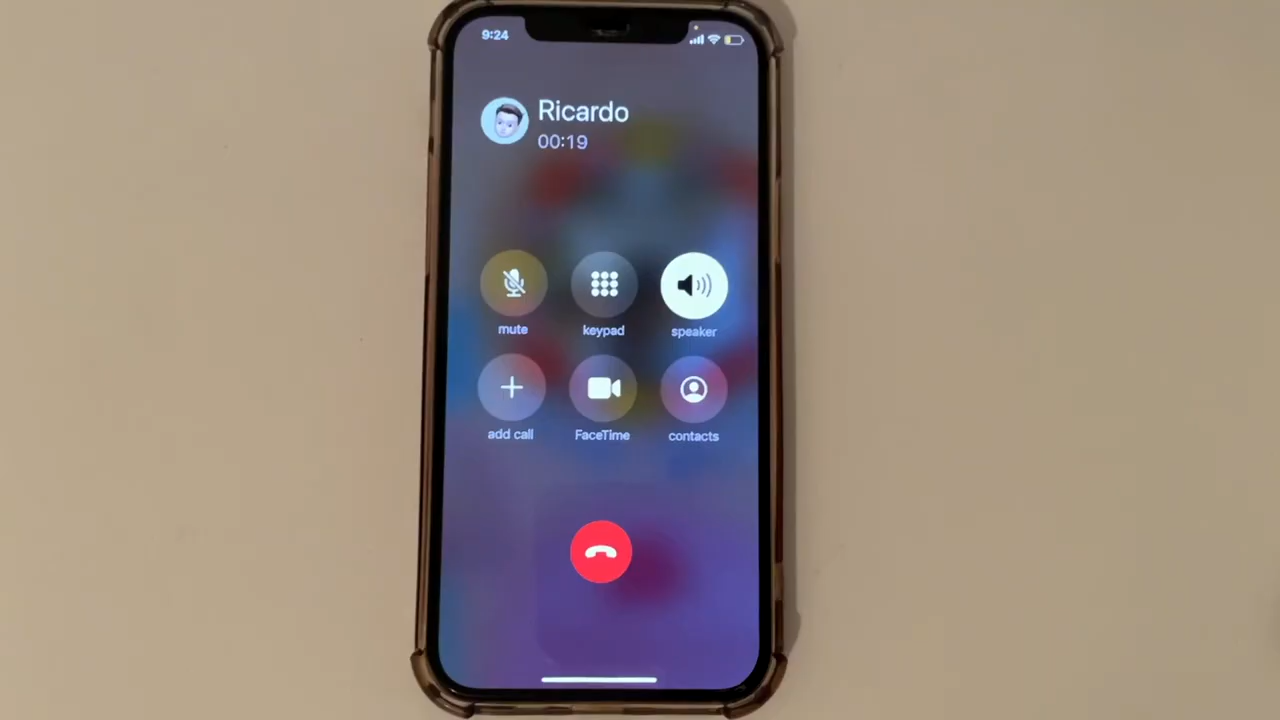 9:24
Ricardo
00:19
mute keypad speaker
add call FaceTime contacts